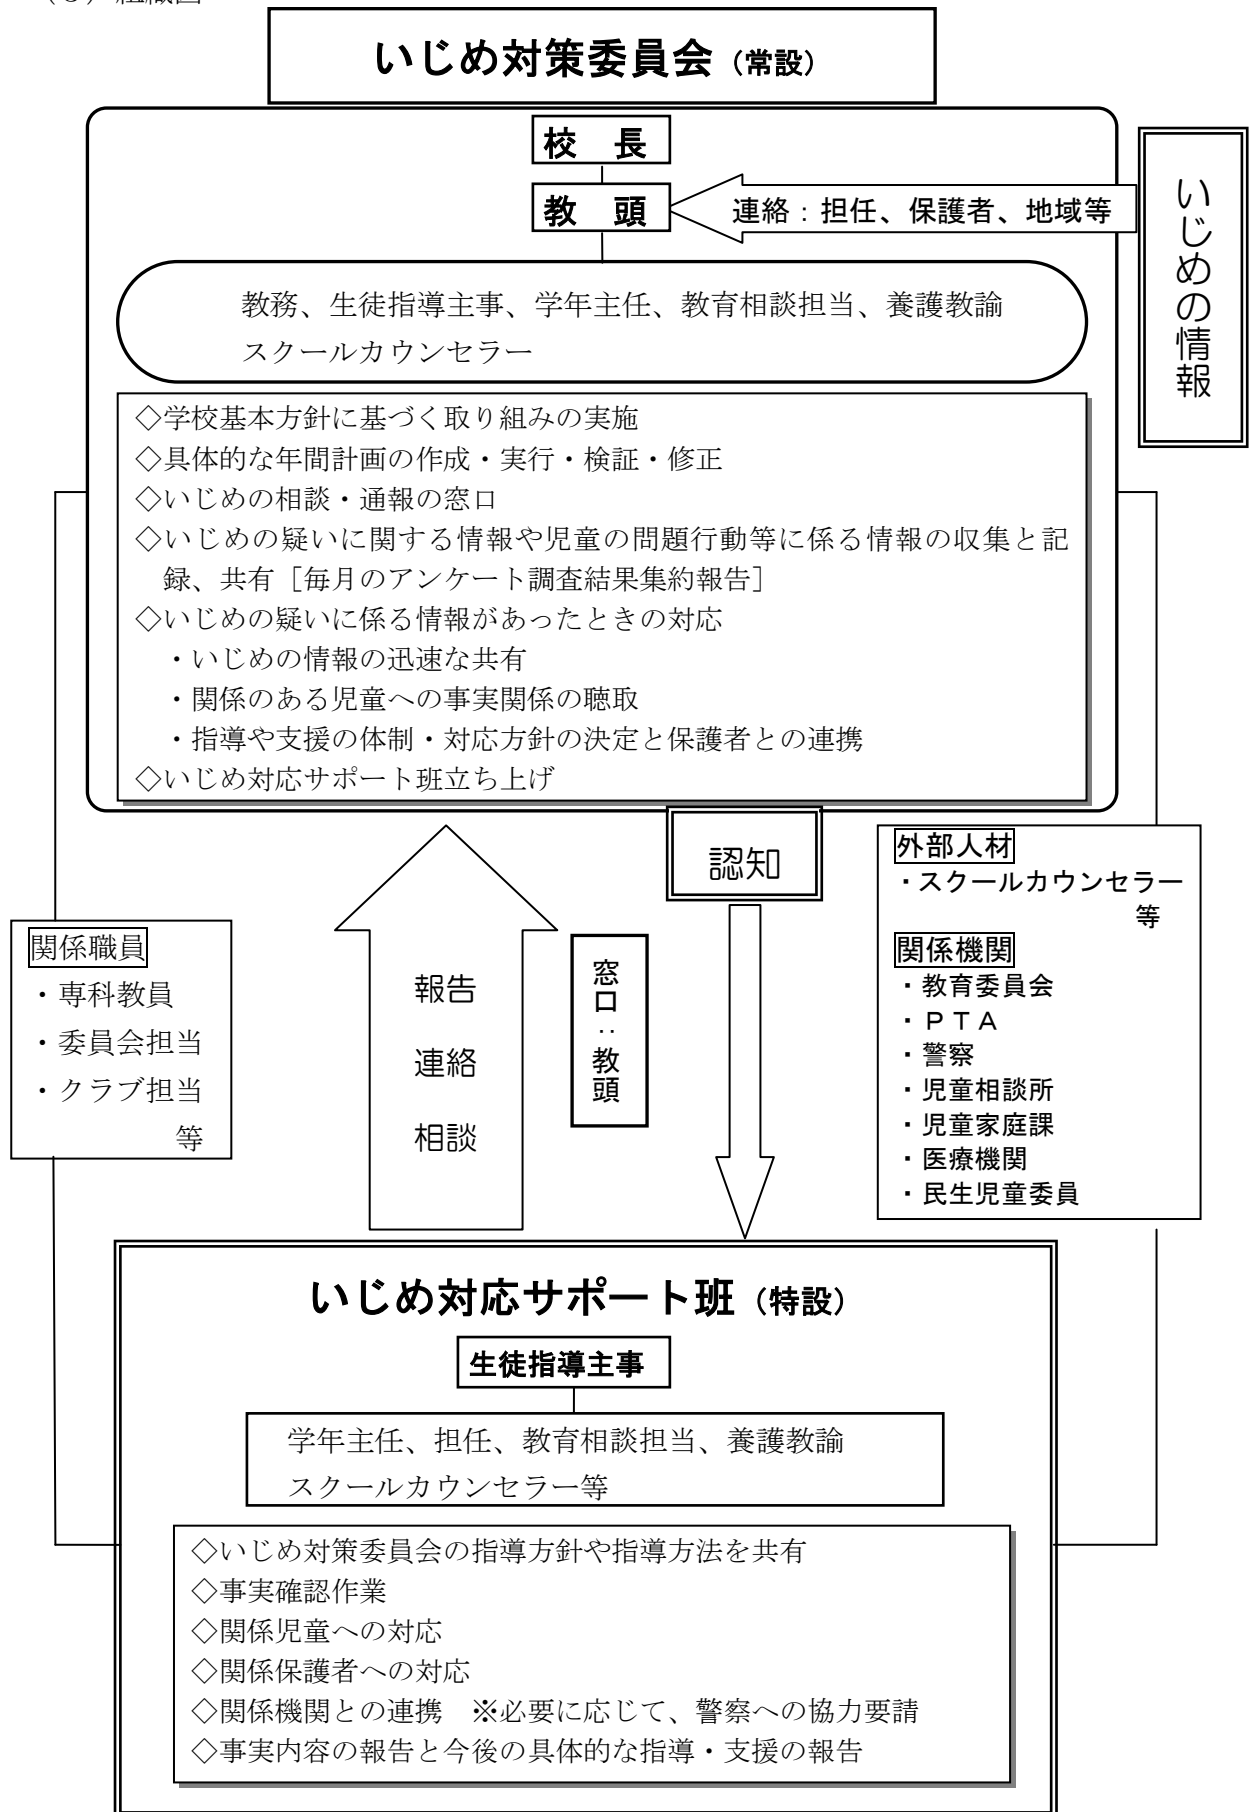 いじめ対策委員会（常設）
校　長
教　頭
連絡：担任、保護者、地域等
いじめの情報
教務、生徒指導主事、学年主任、教育相談担当、養護教諭
スクールカウンセラー
◇学校基本方針に基づく取り組みの実施
◇具体的な年間計画の作成・実行・検証・修正
◇いじめの相談・通報の窓口
◇いじめの疑いに関する情報や児童の問題行動等に係る情報の収集と記
録、共有［毎月のアンケート調査結果集約報告］
◇いじめの疑いに係る情報があったときの対応
・いじめの情報の迅速な共有
・関係のある児童への事実関係の聴取
・指導や支援の体制・対応方針の決定と保護者との連携
◇いじめ対応サポート班立ち上げ
認知
関係職員
・専科教員
・委員会担当
・クラブ担当
等
報告
連絡
相談
窓口：教頭
外部人材
・スクールカウンセラー
等
関係機関
・教育委員会
・ＰＴＡ
・警察
・児童相談所
・児童家庭課
・医療機関
・民生児童委員
いじめ対応サポート班（特設）
生徒指導主事
学年主任、担任、教育相談担当、養護教諭
スクールカウンセラー等
◇いじめ対策委員会の指導方針や指導方法を共有
◇事実確認作業
◇関係児童への対応
◇関係保護者への対応
◇関係機関との連携　※必要に応じて、警察への協力要請
◇事実内容の報告と今後の具体的な指導・支援の報告